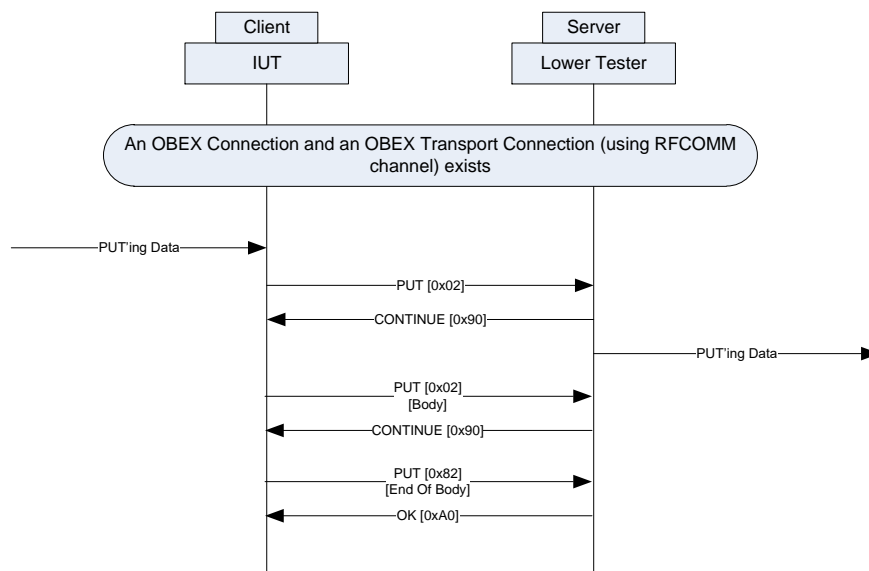 Client
Server
IUT
Lower Tester
An OBEX Connection and an OBEX Transport Connection (using RFCOMM
channel) exists
PUT'ing Data
PUT [0x02]
CONTINUE [0x90]
PUT'ing Data
PUT [0x02]
[Body]
CONTINUE [0x90]
PUT [0x82]
[End Of Body]
OK [0xA0]